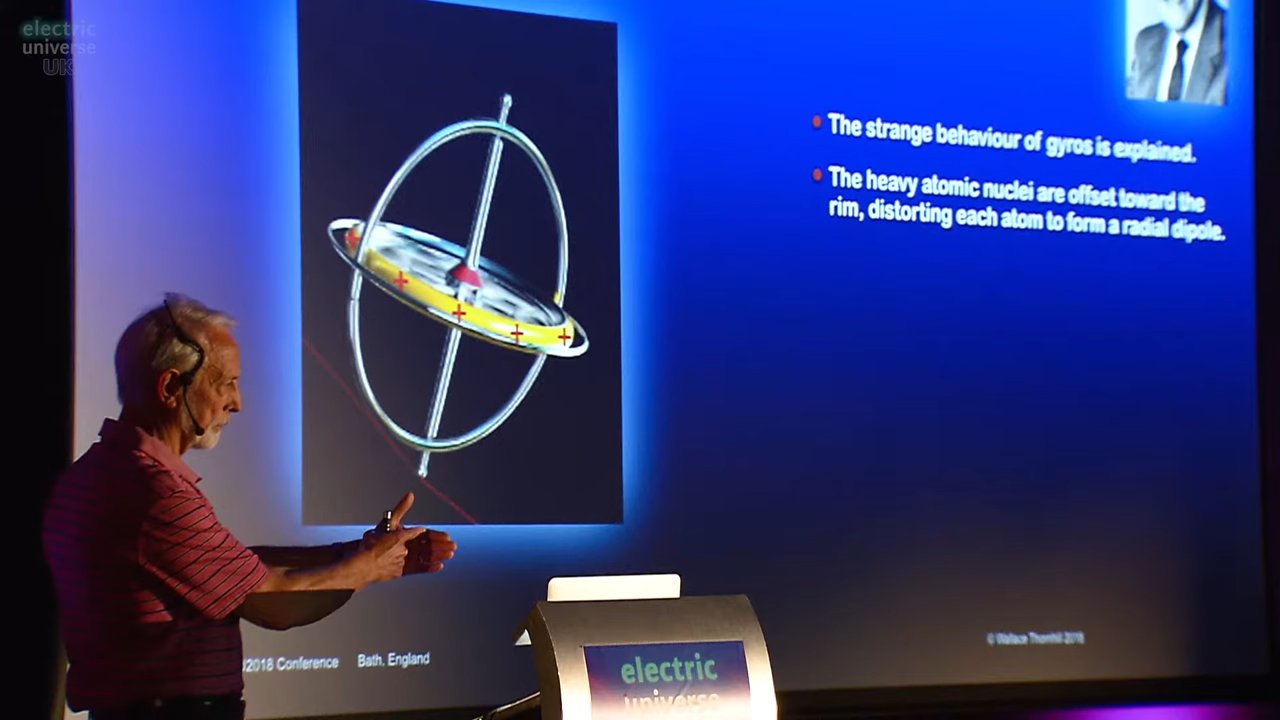 electric
universe
UK
The strange behaviour of gyros is explained.
The heavy atomic nuclei are offset toward the
rim, distorting each atom to form a radial dipole.
2018 Conference Bath, England
© Wallace Thornhill 2018
electric
universe